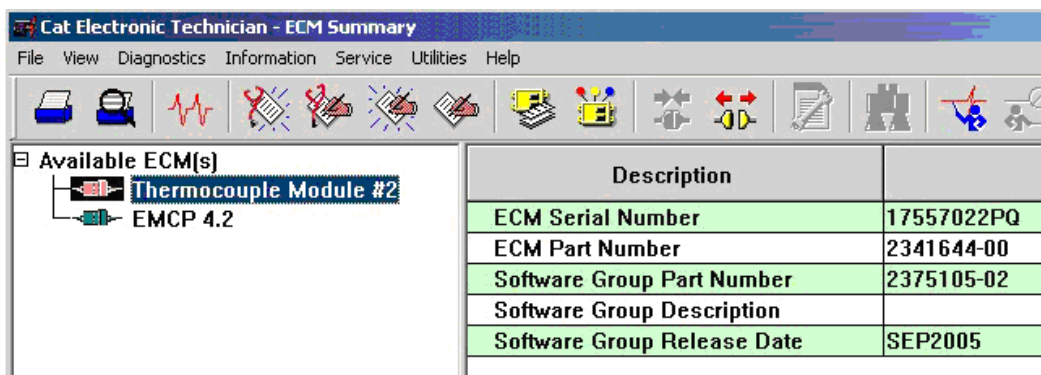 Cat Electronic Technician - ECM Summary
File View Diagnostics Information Service Utilities Help
Available ECM(s)
Thermocouple Module #2
EMCP 4.2
Description
ECM Serial Number 17557022PQ
ECM Part Number 2341644-00
Software Group Part Number 2375105-02
Software Group Description
Software Group Release Date SEP2005